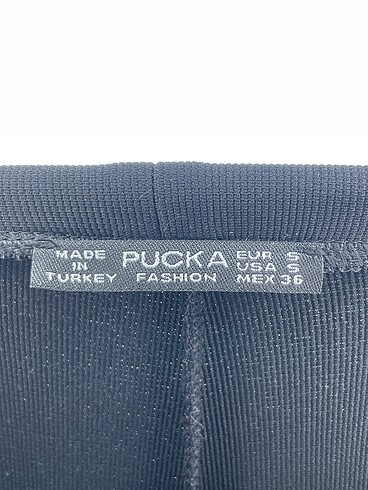 MADE
IN
TURKEY
PUCKA
FASHION
EUR S
USA S
MEX 36